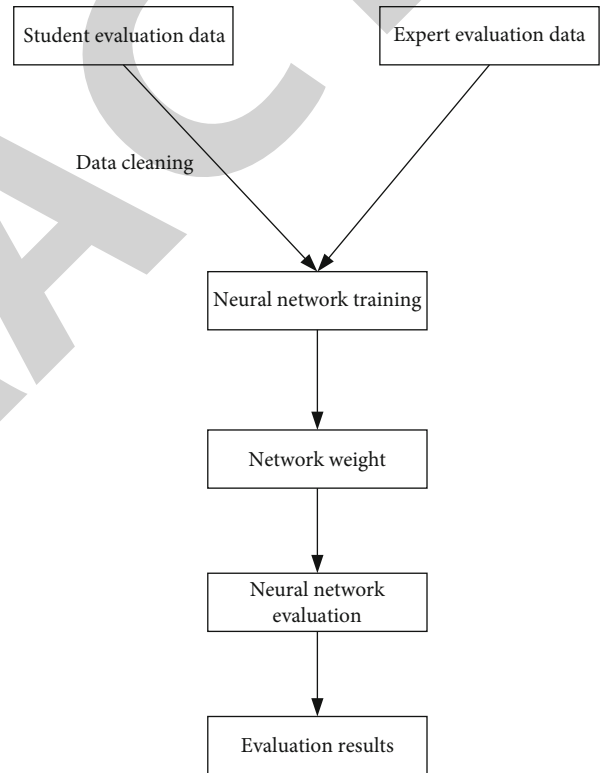 Student evaluation data
Expert evaluation data
Data cleaning
Neural network training
Network weight
Neural network
evaluation
Evaluation results